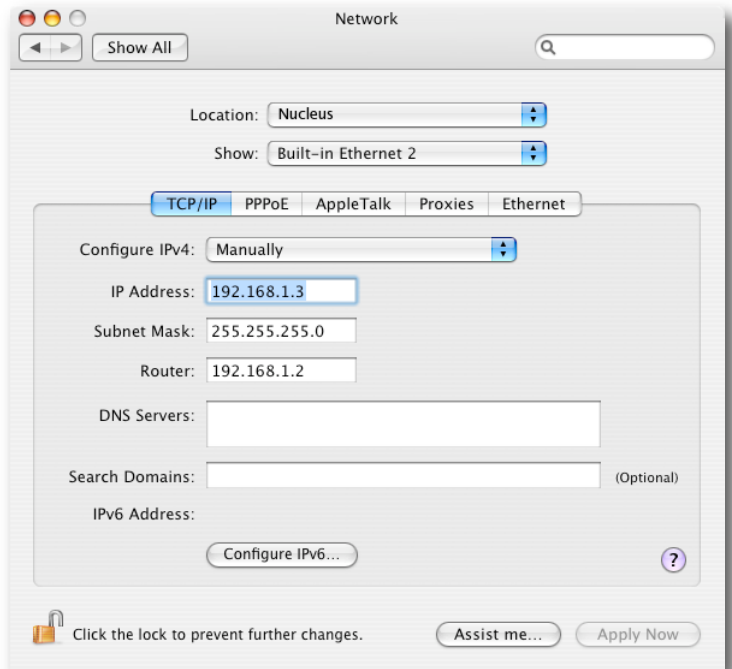 Network
Show All
Location: Nucleus
Show: Built-in Ethernet 2
TCP/IP PPPoE AppleTalk Proxies Ethernet
Configure IPv4: Manually
IP Address: 192.168.1.3
Subnet Mask: 255.255.255.0
Router: 192.168.1.2
DNS Servers:
Search Domains: (Optional)
IPv6 Address:
Configure IPv6...
?
Click the lock to prevent further changes. Assist me... Apply Now